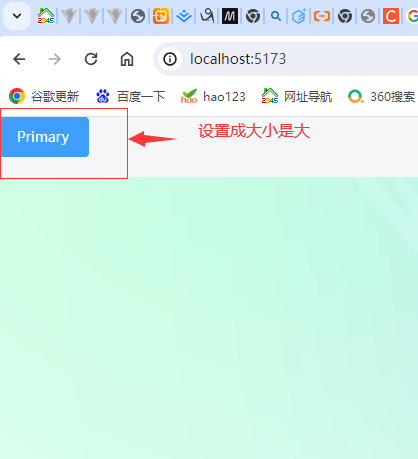 localhost:5173
谷歌更新
百度一下
hao123
网址导航
360搜索
Primary
设置成大小是大